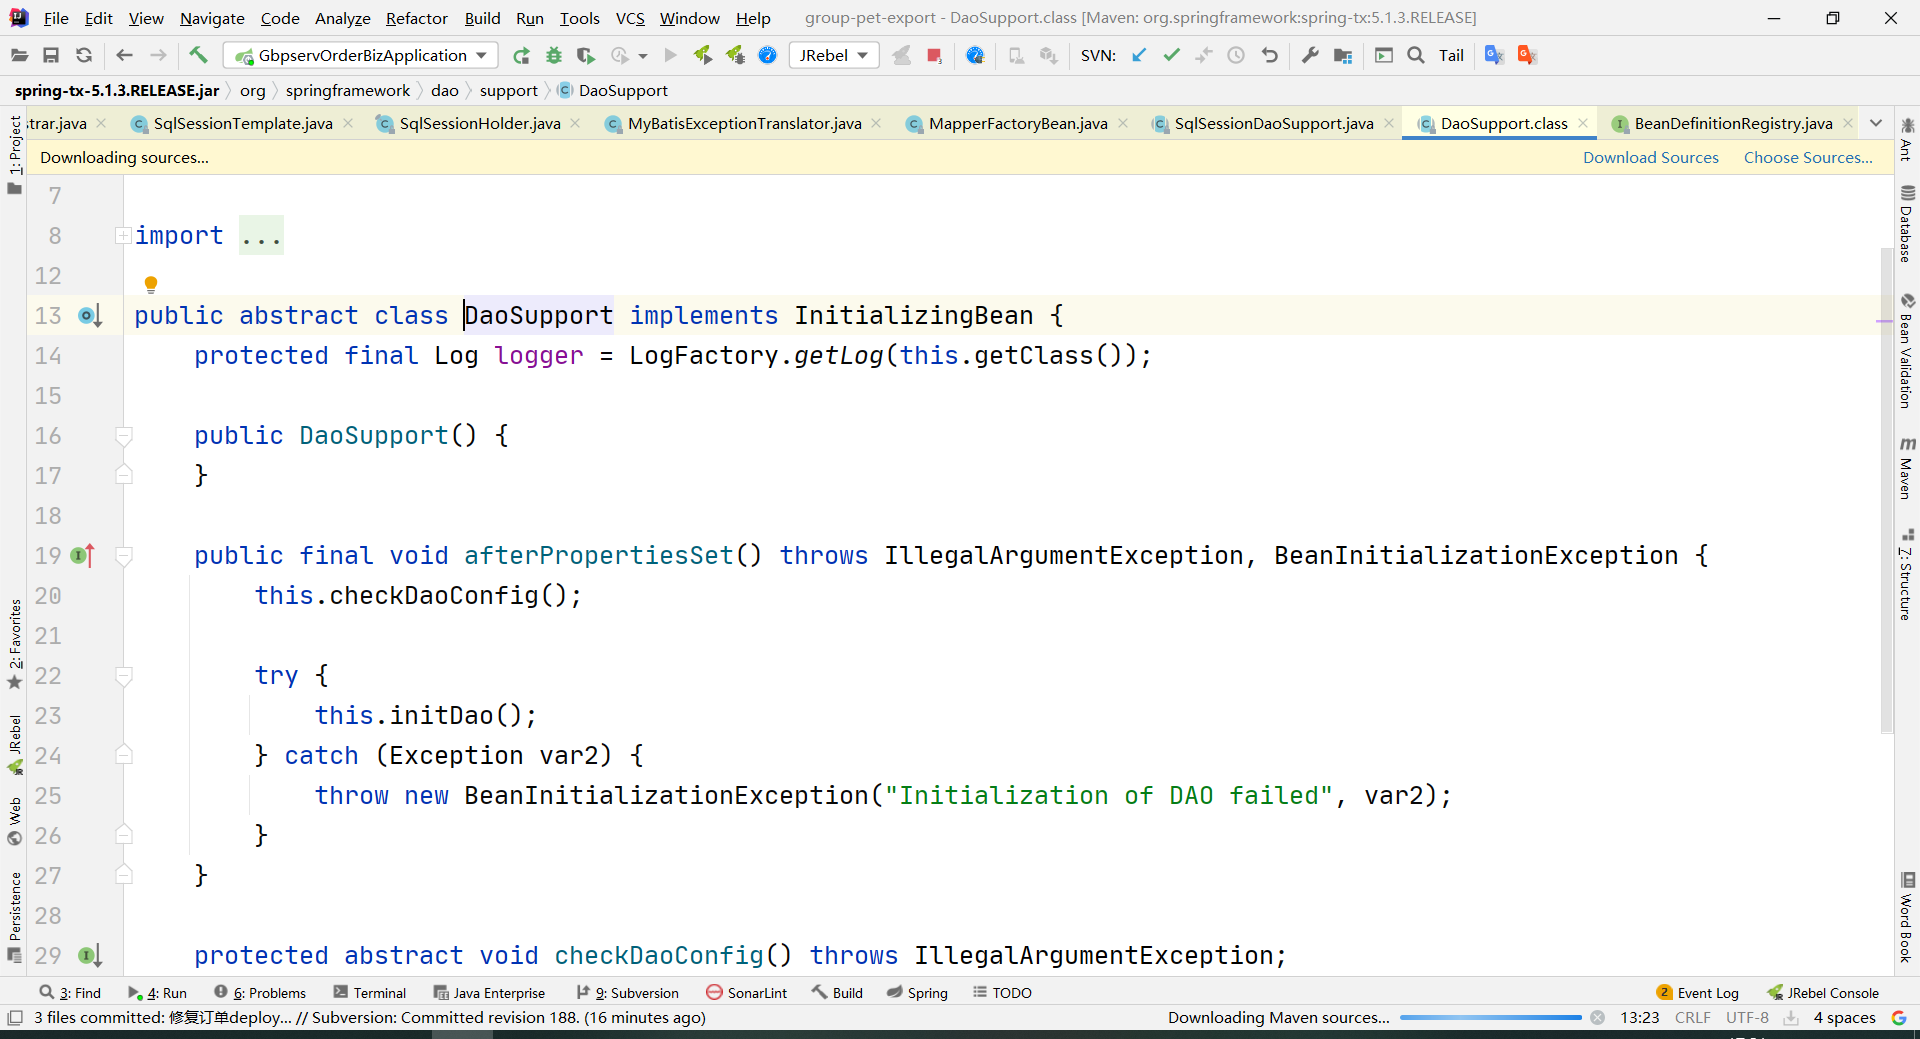 File Edit View Navigate Code Analyze Refactor Build Run Tools VCS Window Help group-pet-export - DaoSupport.class [Maven: org.springframework:spring-tx:5.1.3.RELEASE]
GbpservOrderBizApplication JRebel SVN: Tail
spring-tx-5.1.3.RELEASE.jar org springframework dao support DaoSupport
trar.java SqlSessionTemplate.java SqlSessionHolder.java MyBatisExceptionTranslator.java MapperFactoryBean.java SqlSessionDaoSupport.java DaoSupport.class BeanDefinitionRegistry.java
Downloading sources... Download Sources Choose Sources...
7
8 import ...
12
13 public abstract class DaoSupport implements InitializingBean {
14 protected final Log logger = LogFactory.getLog(this.getClass());
15
16 public DaoSupport() {
17 }
18
19 public final void afterPropertiesSet() throws IllegalArgumentException, BeanInitializationException {
20 this.checkDaoConfig();
21
22 try {
23 this.initDao();
24 } catch (Exception var2) {
25 throw new BeanInitializationException("Initialization of DAO failed", var2);
26 }
27 }
28
29 protected abstract void checkDaoConfig() throws IllegalArgumentException;
1: Project
2: Favorites
JRebel
Web
Persistence
Ant
Database
Bean Validation
Maven
7: Structure
Word Book
3: Find 4: Run 6: Problems Terminal Java Enterprise 9: Subversion SonarLint Build Spring TODO 2 Event Log JRebel Console
3 files committed: 修复订单deploy... // Subversion: Committed revision 188. (16 minutes ago) Downloading Maven sources... 13:23 CRLF UTF-8 4 spaces